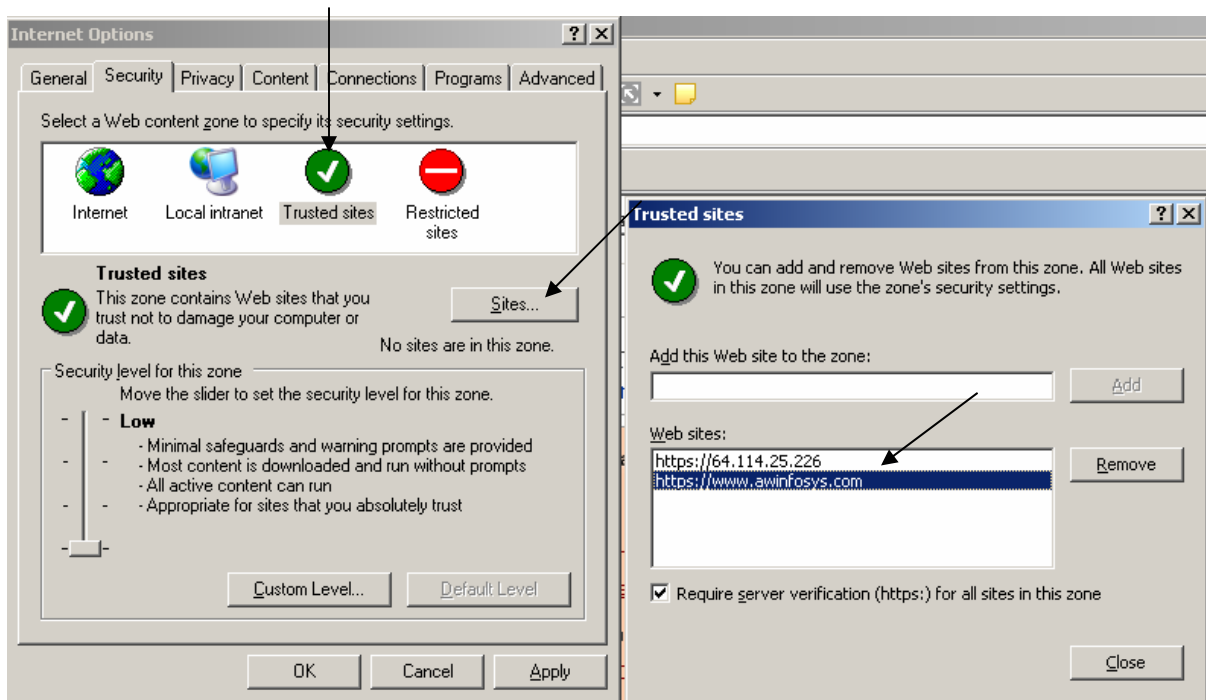 Internet Options
General Security Privacy Content Connections Programs Advanced
Select a Web content zone to specify its security settings.
Internet
Local intranet
Trusted sites
Restricted
sites
Trusted sites
This zone contains Web sites that you
trust not to damage your computer or
data.
Sites...
No sites are in this zone.
Security level for this zone
Move the slider to set the security level for this zone.
Low
- Minimal safeguards and warning prompts are provided
- Most content is downloaded and run without prompts
- All active content can run
- Appropriate for sites that you absolutely trust
Custom Level...
Default Level
OK
Cancel
Apply
Trusted sites
You can add and remove Web sites from this zone. All Web sites
in this zone will use the zone's security settings.
Add this Web site to the zone:
Add
Web sites:
https://64.114.25.226
https://www.awinfosys.com
Remove
Require server verification (https:) for all sites in this zone
Close